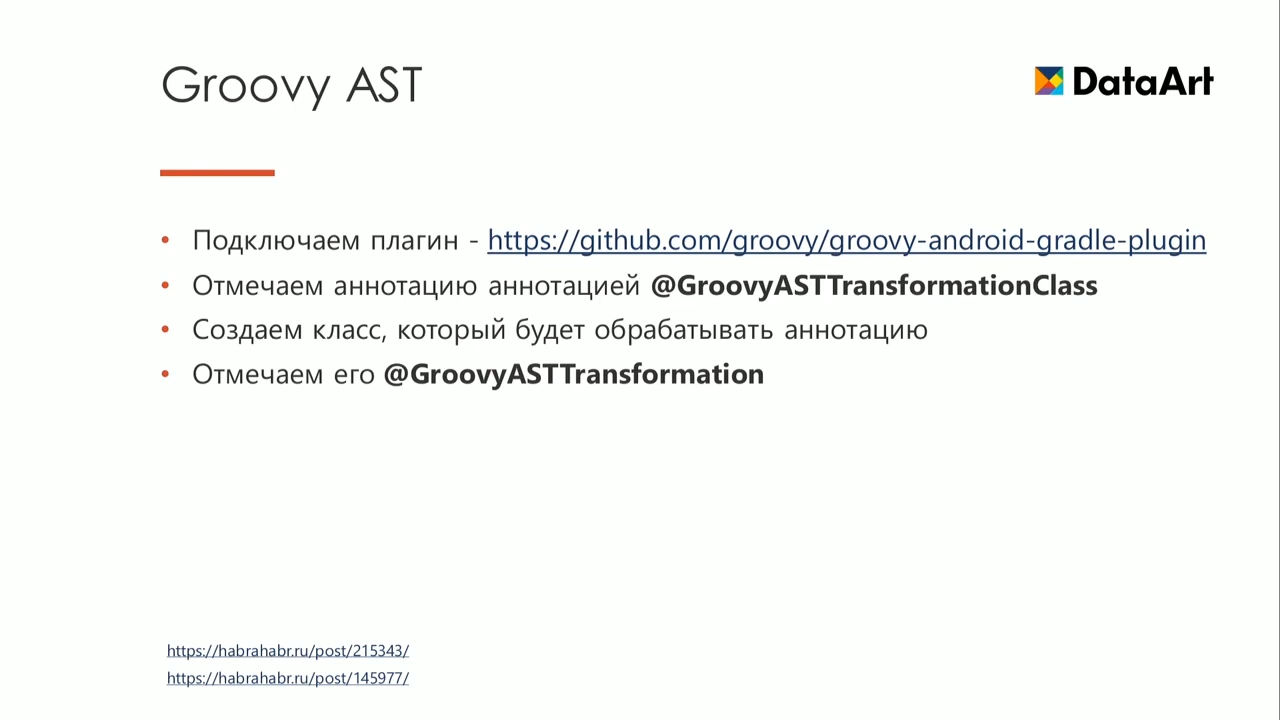 Groovy AST
DataArt
• Подключаем плагин - https://github.com/groovy/groovy-android-gradle-plugin
• Отмечаем аннотацию аннотацией @GroovyASTTransformationClass
• Создаем класс, который будет обрабатывать аннотацию
• Отмечаем его @GroovyASTTransformation
https://habrahabr.ru/post/215343/
https://habrahabr.ru/post/145977/